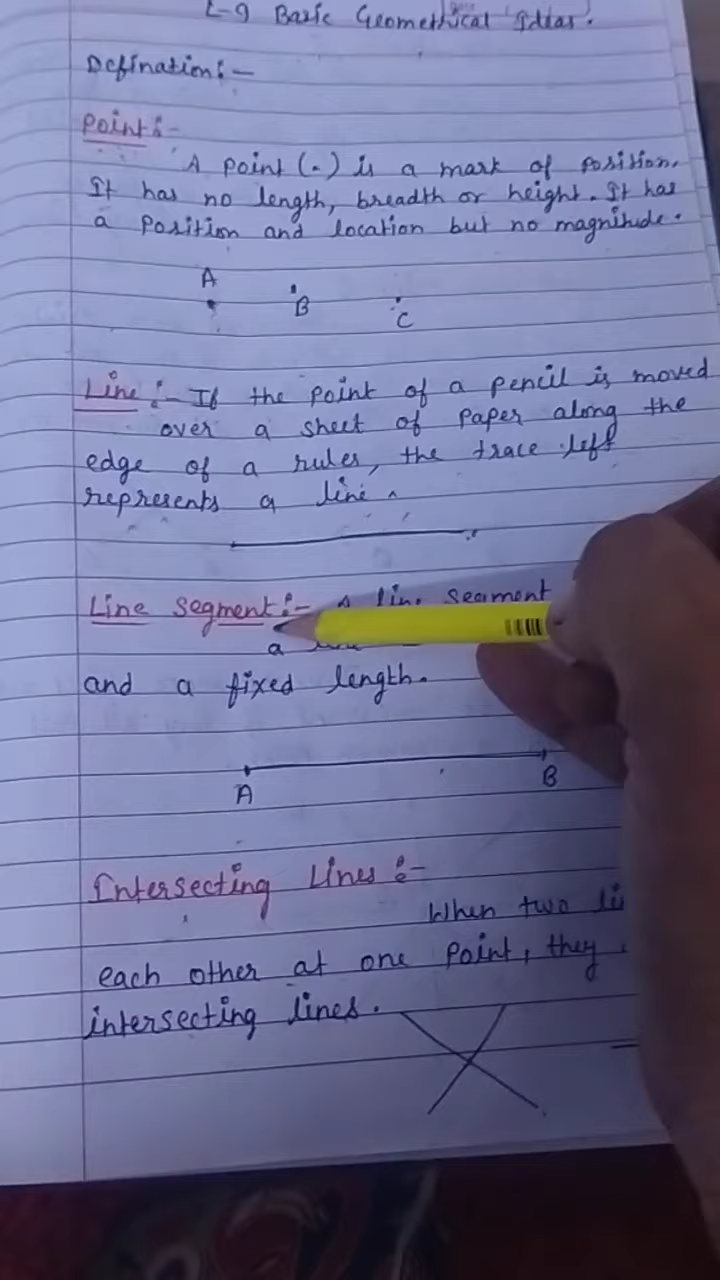 L-9 Basic Geomethical Ideas.
Defination:-
Point:-
A point (.) is a mark of position.
It has no length, breadth or height. It has
a position and location but no magnitude.
A
B
C
Line:- If the point of a pencil is moved
over a sheet of paper along the
edge of a rules, the trace left
represents a line.
Line segment:- A line segment
a
and a fixed length.
A B
Intersecting Lines:-
When two
each other at one point, they
intersecting lines.